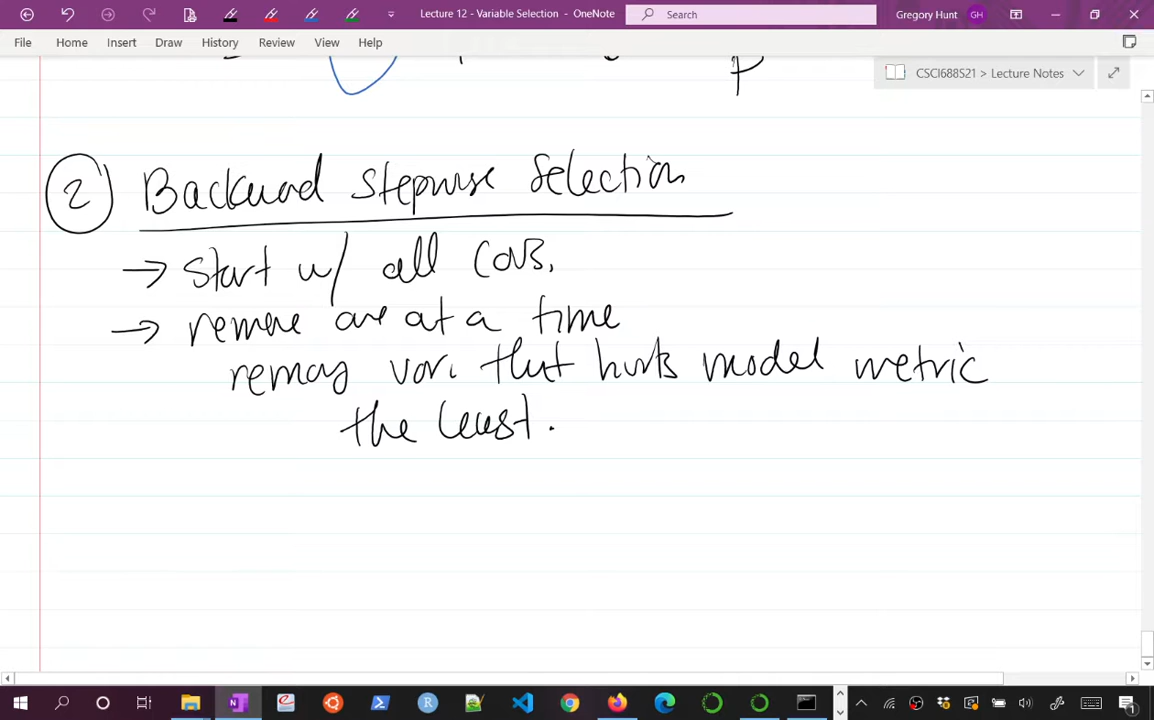 Lecture 12 - Variable Selection - OneNote
Search
Gregory Hunt
GH
File Home Insert Draw History Review View Help
CSCI688S21 > Lecture Notes
p
2 Backward Stepwise Selection
→ start w/ all covs.
→ remove one at a time
removing var. that hurts model metric
the least.